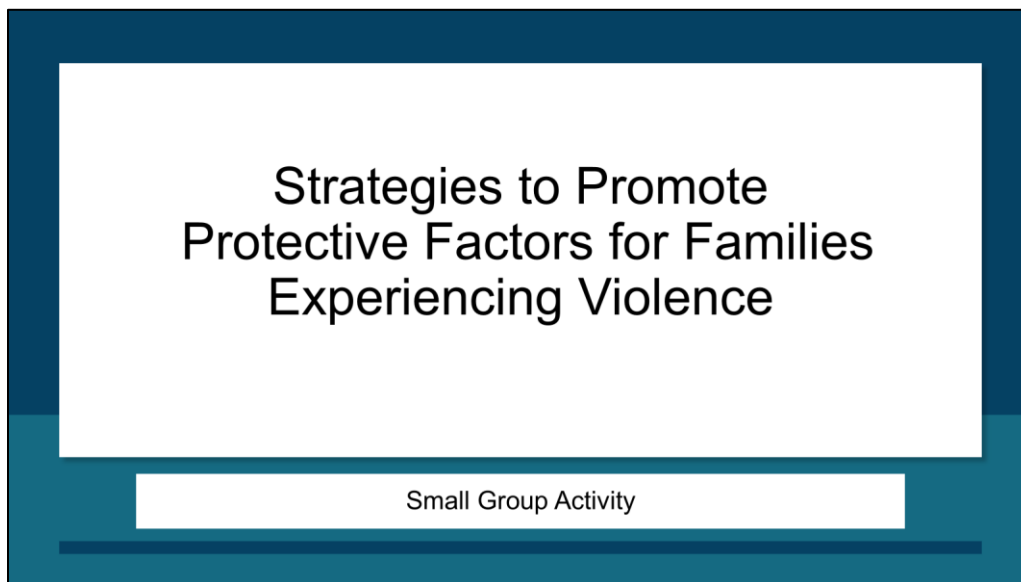 Strategies to Promote
Protective Factors for Families
Experiencing Violence
Small Group Activity